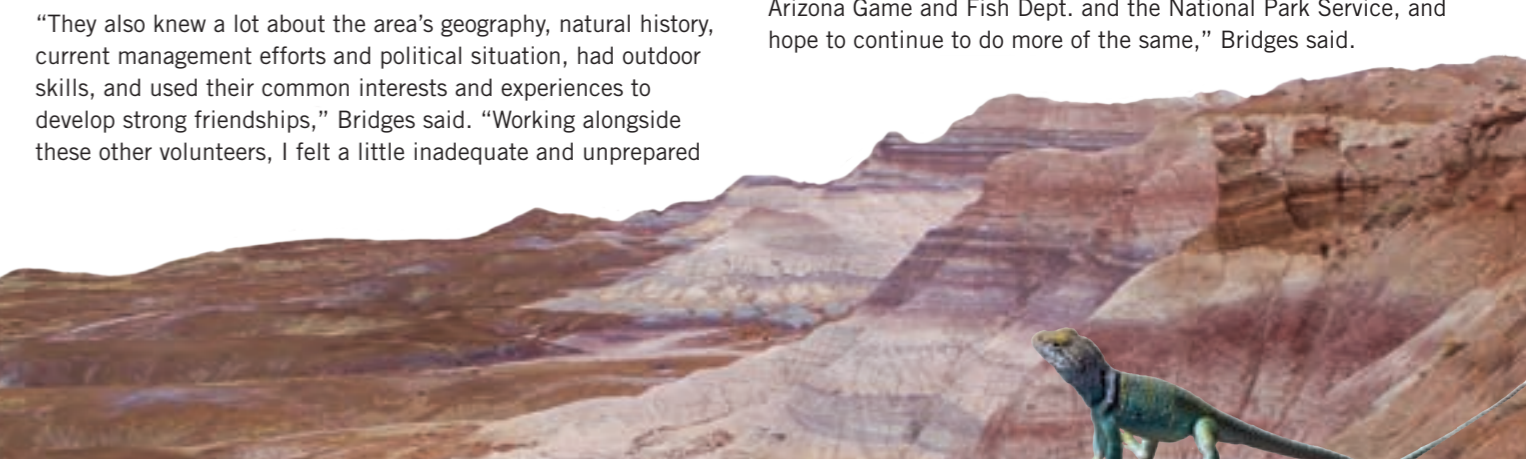 “They also knew a lot about the area’s geography, natural history,
current management efforts and political situation, had outdoor
skills, and used their common interests and experiences to
develop strong friendships,” Bridges said. “Working alongside
these other volunteers, I felt a little inadequate and unprepared
Arizona Game and Fish Dept. and the National Park Service, and
hope to continue to do more of the same,” Bridges said.